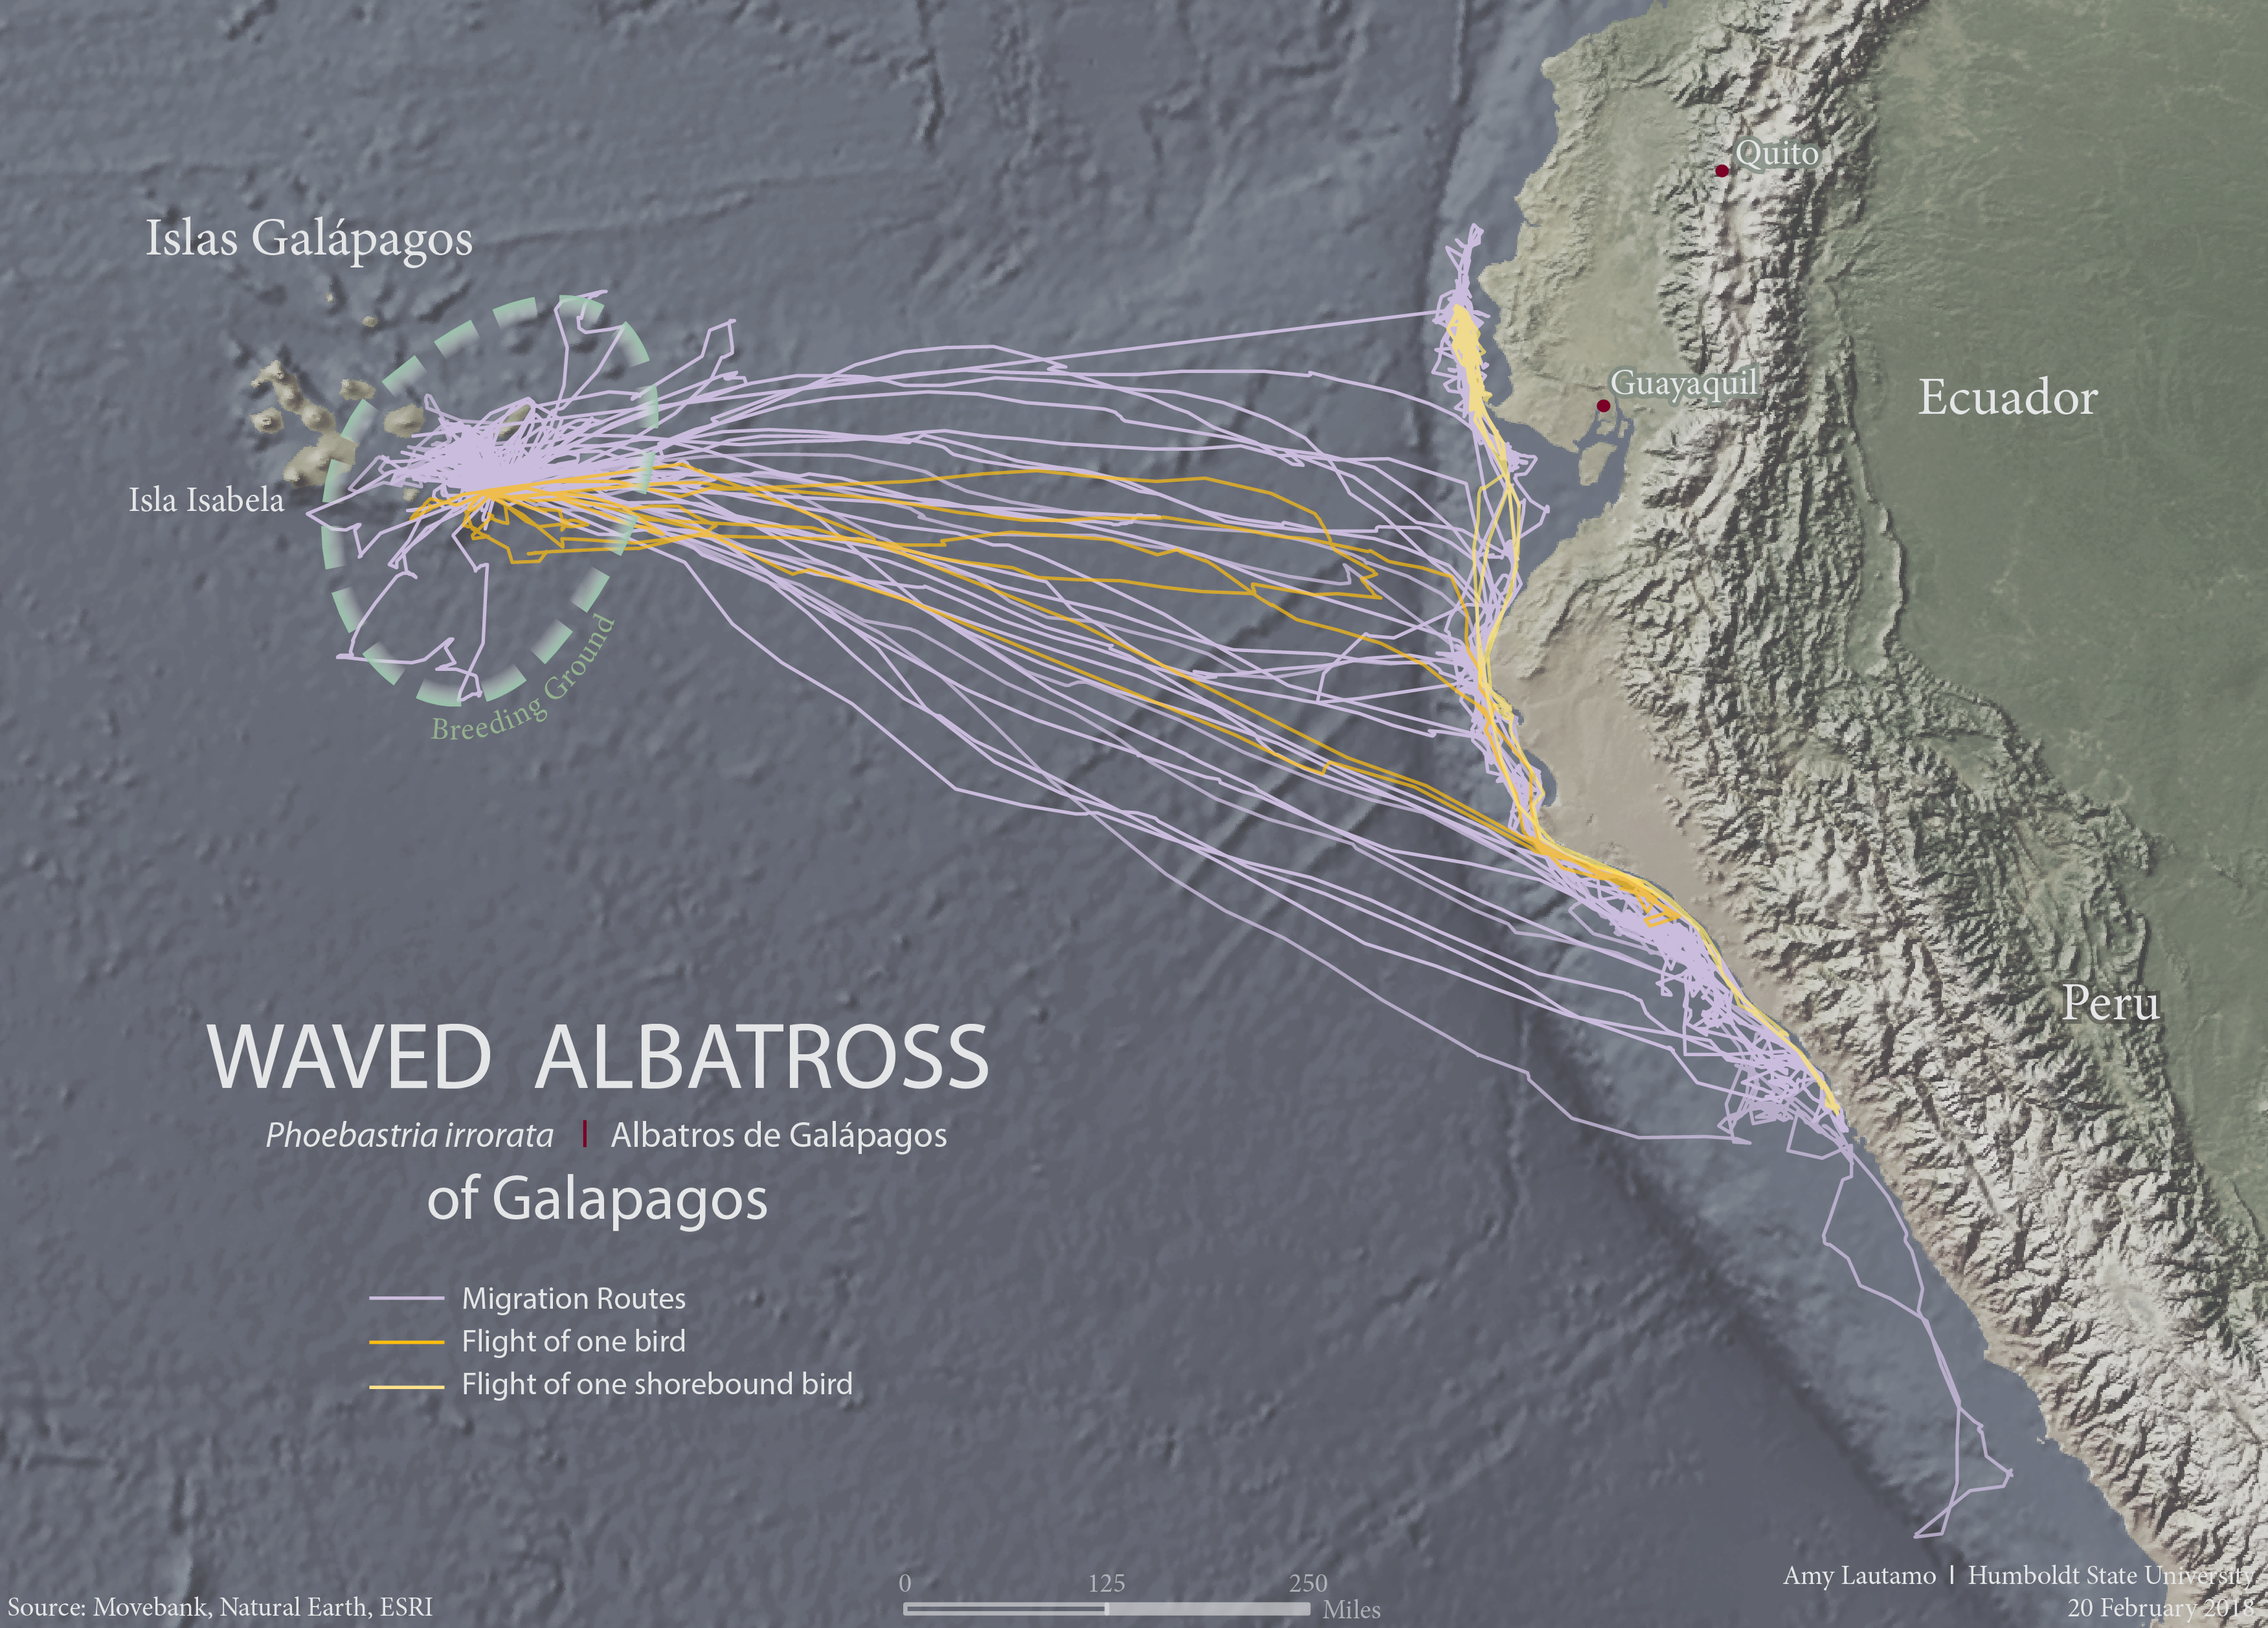 Quito
Islas Galápagos
Guayaquil
Ecuador
Isla Isabela
Breeding Ground
Peru
WAVED ALBATROSS
Phoebastria irrorata | Albatros de Galápagos
of Galapagos
Migration Routes
Flight of one bird
Flight of one shorebound bird
0 125 250
Miles
Amy Lautamo | Humboldt State University
20 February 2018
Source: Movebank, Natural Earth, ESRI